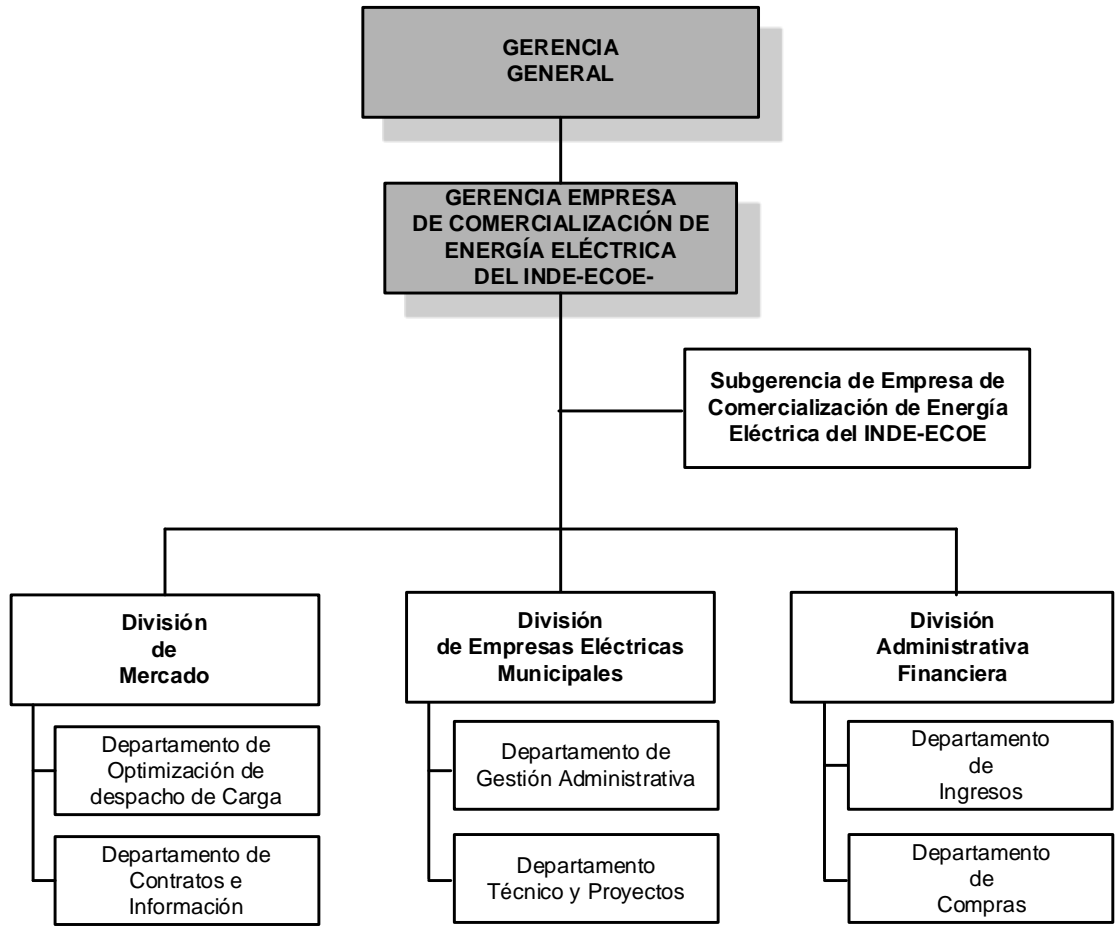 GERENCIA
GENERAL
GERENCIA EMPRESA
DE COMERCIALIZACIÓN DE
ENERGÍA ELÉCTRICA
DEL INDE-ECOE-
Subgerencia de Empresa de
Comercialización de Energía
Eléctrica del INDE-ECOE
División
de
Mercado
Departamento de
Optimización de
despacho de Carga
Departamento de
Contratos e
Información
División
de Empresas Eléctricas
Municipales
Departamento de
Gestión Administrativa
Departamento
Técnico y Proyectos
División
Administrativa
Financiera
Departamento
de
Ingresos
Departamento
de
Compras